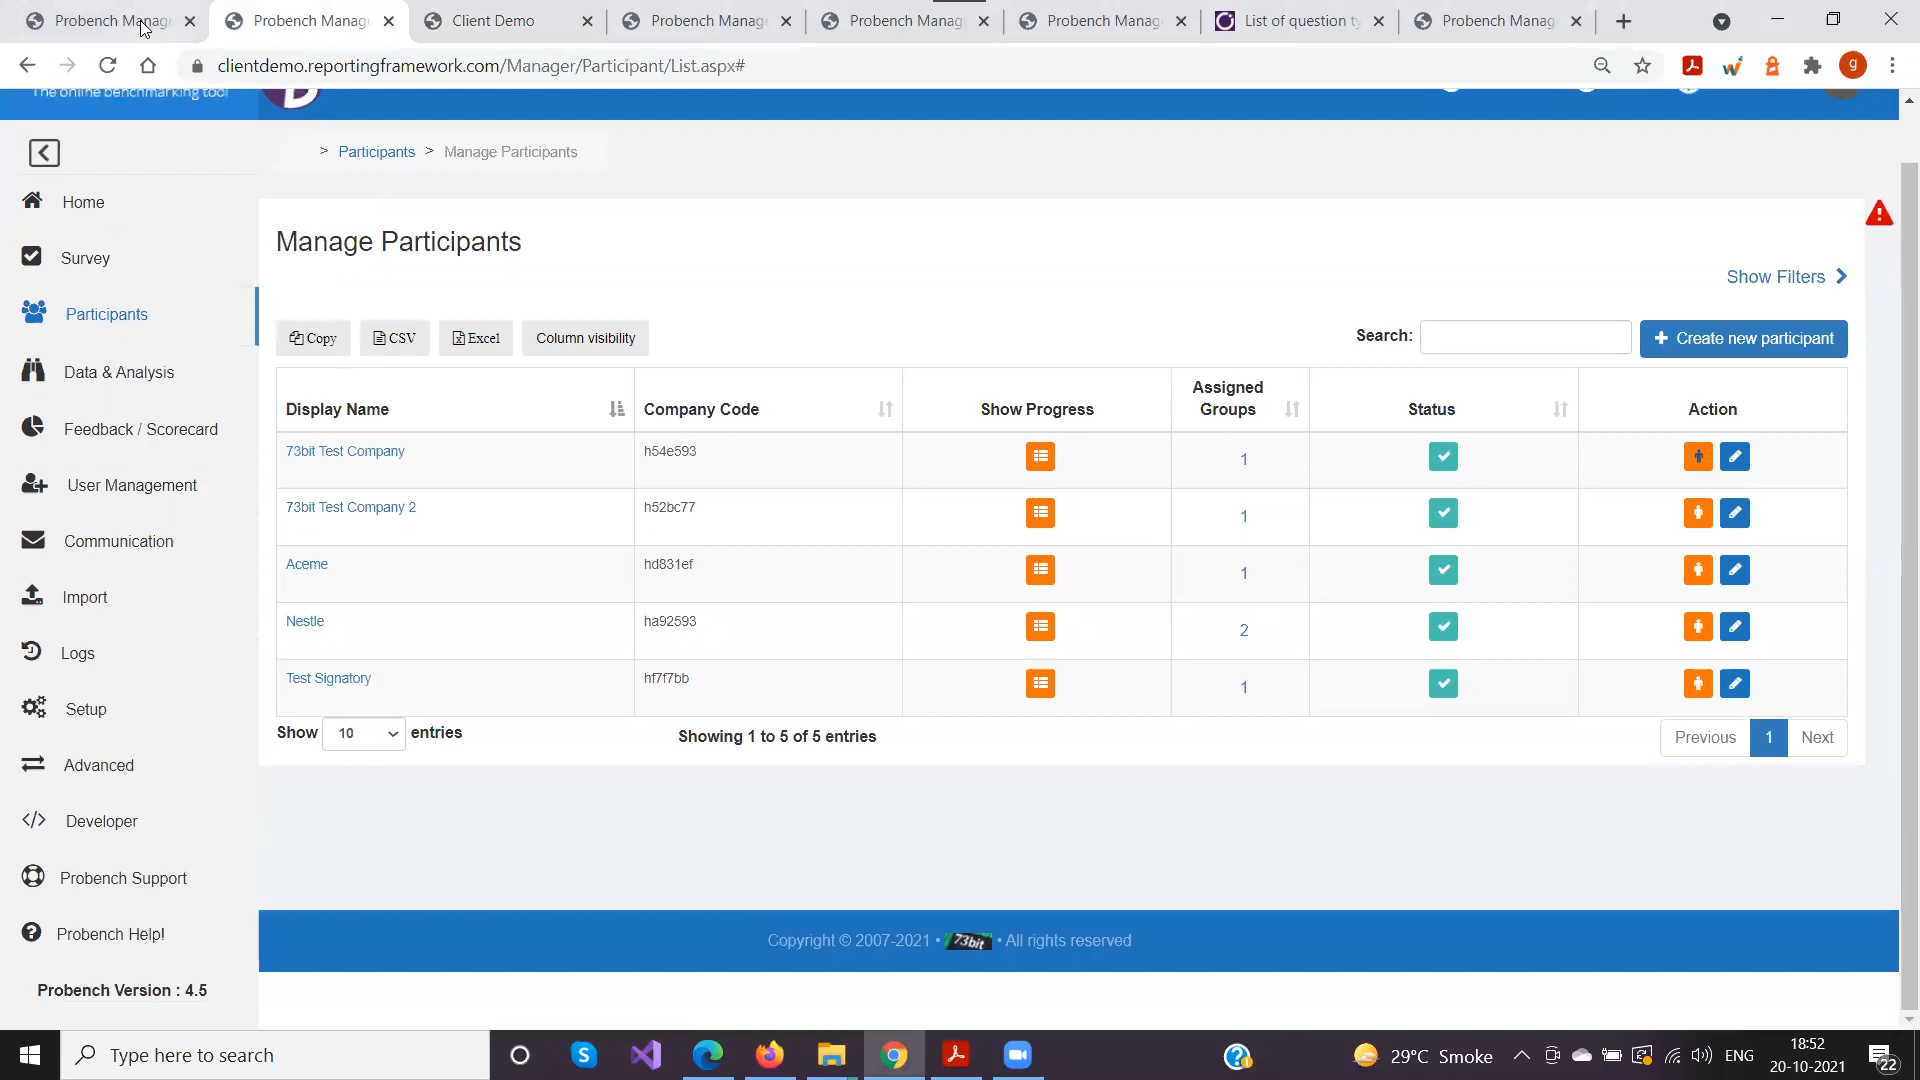 Probench Manage
Probench Manag
Client Demo
Probench Manag
Probench Manag
Probench Manag
List of question ty
Probench Manag
clientdemo.reportingframework.com/Manager/Participant/List.aspx#
g
The online benchmarking tool
> Participants > Manage Participants
Home
Survey
Participants
Data & Analysis
Feedback / Scorecard
User Management
Communication
Import
Logs
Setup
Advanced
Developer
Probench Support
Probench Help!
Probench Version : 4.5
Manage Participants
Show Filters
Copy CSV Excel Column visibility
Search: + Create new participant
Display Name Company Code Show Progress Assigned Groups Status Action
73bit Test Company h54e593 1
73bit Test Company 2 h52bc77 1
Aceme hd831ef 1
Nestle ha92593 2
Test Signatory hf7f7bb 1
Show 10 entries Showing 1 to 5 of 5 entries Previous 1 Next
Copyright © 2007-2021 • 73bit • All rights reserved
Type here to search
29°C Smoke
ENG
18:52
20-10-2021
22